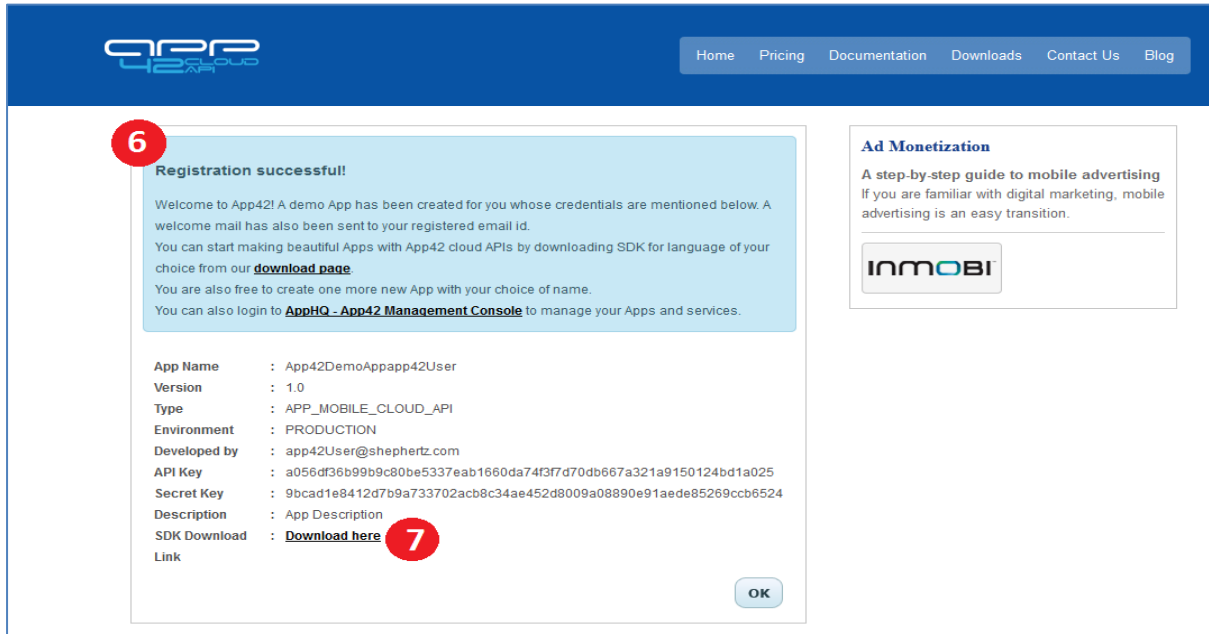 app
42 CLOUD
API
Home Pricing Documentation Downloads Contact Us Blog
6
Registration successful!
Welcome to App42! A demo App has been created for you whose credentials are mentioned below. A
welcome mail has also been sent to your registered email id.
You can start making beautiful Apps with App42 cloud APIs by downloading SDK for language of your
choice from our download page.
You are also free to create one more new App with your choice of name.
You can also login to AppHQ - App42 Management Console to manage your Apps and services.
App Name : App42DemoAppapp42User
Version : 1.0
Type : APP_MOBILE_CLOUD_API
Environment : PRODUCTION
Developed by : app42User@shephertz.com
API Key : a056df36b99b9c80be5337eab1660da74f3f7d70db667a321a9150124bd1a025
Secret Key : 9bcad1e8412d7b9a733702acb8c34ae452d8009a08890e91aede85269ccb6524
Description : App Description
SDK Download : Download here 7
Link
OK
Ad Monetization
A step-by-step guide to mobile advertising
If you are familiar with digital marketing, mobile
advertising is an easy transition.
INMOBI